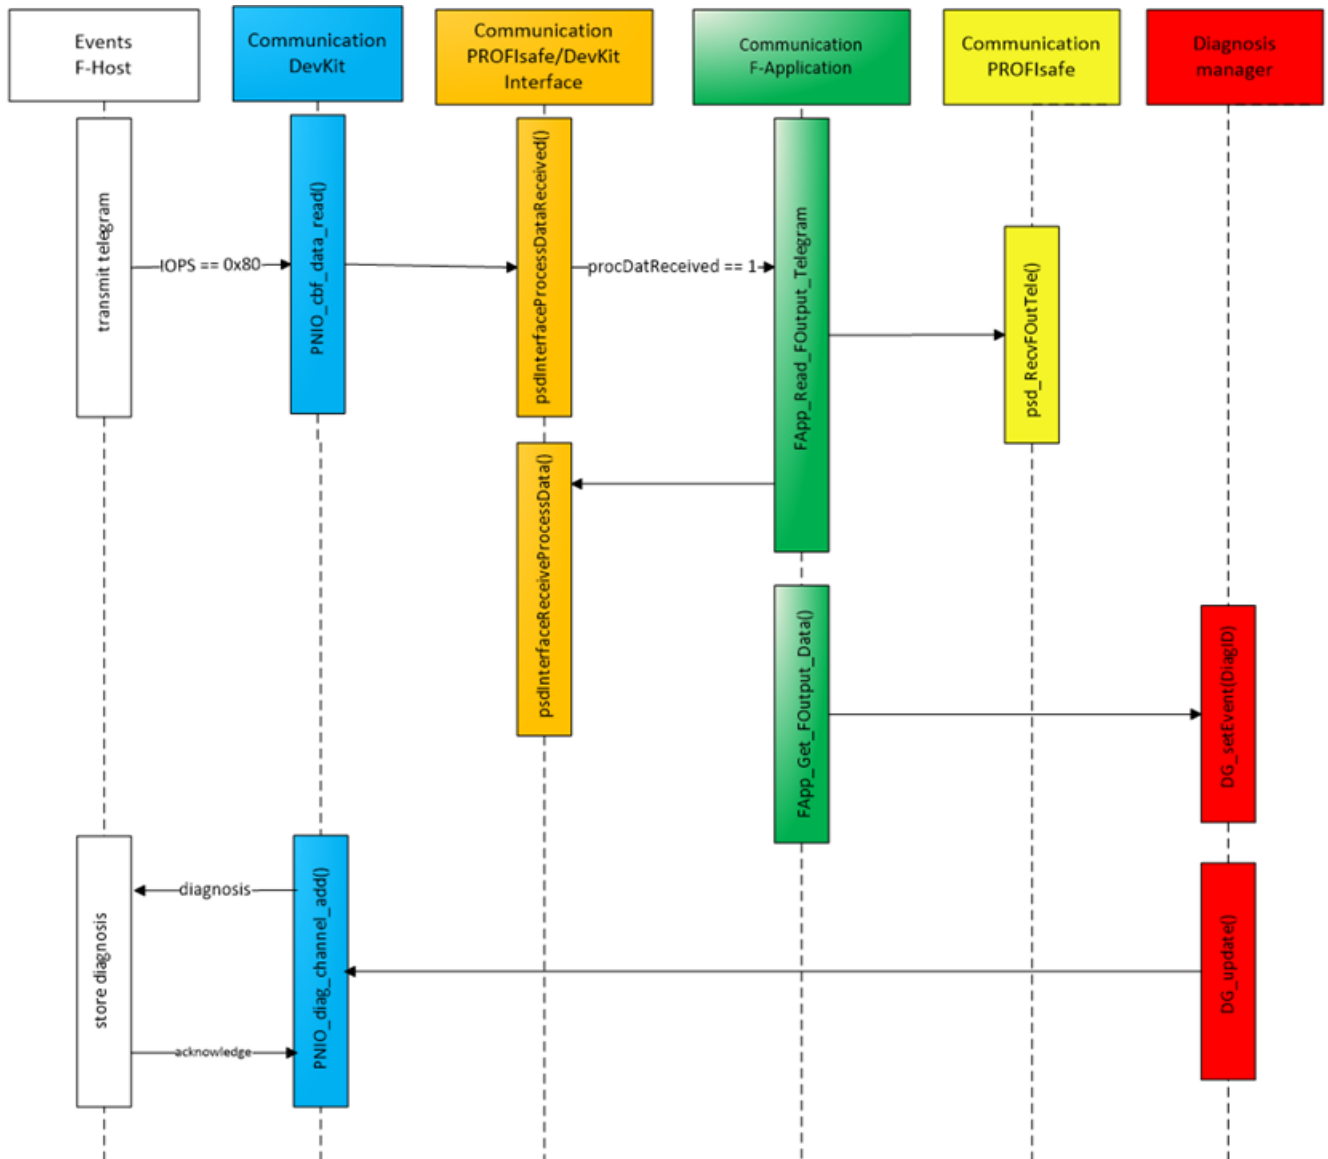 Events
F-Host
Communication
DevKit
Communication
PROFIsafe/DevKit
Interface
Communication
F-Application
Communication
PROFIsafe
Diagnosis
manager
transmit telegram
IOPS == 0x80
PNIO_cbf_data_read()
psdInterfaceProcessDataReceived()
procDatReceived == 1
FApp_Read_FOutput_Telegram
psd_RecvFOutTele()
psdInterfaceReceiveProcessData()
FApp_Get_FOutput_Data()
DG_setEvent(DiagID)
store diagnosis
diagnosis
acknowledge
PNIO_diag_channel_add()
DG_update()